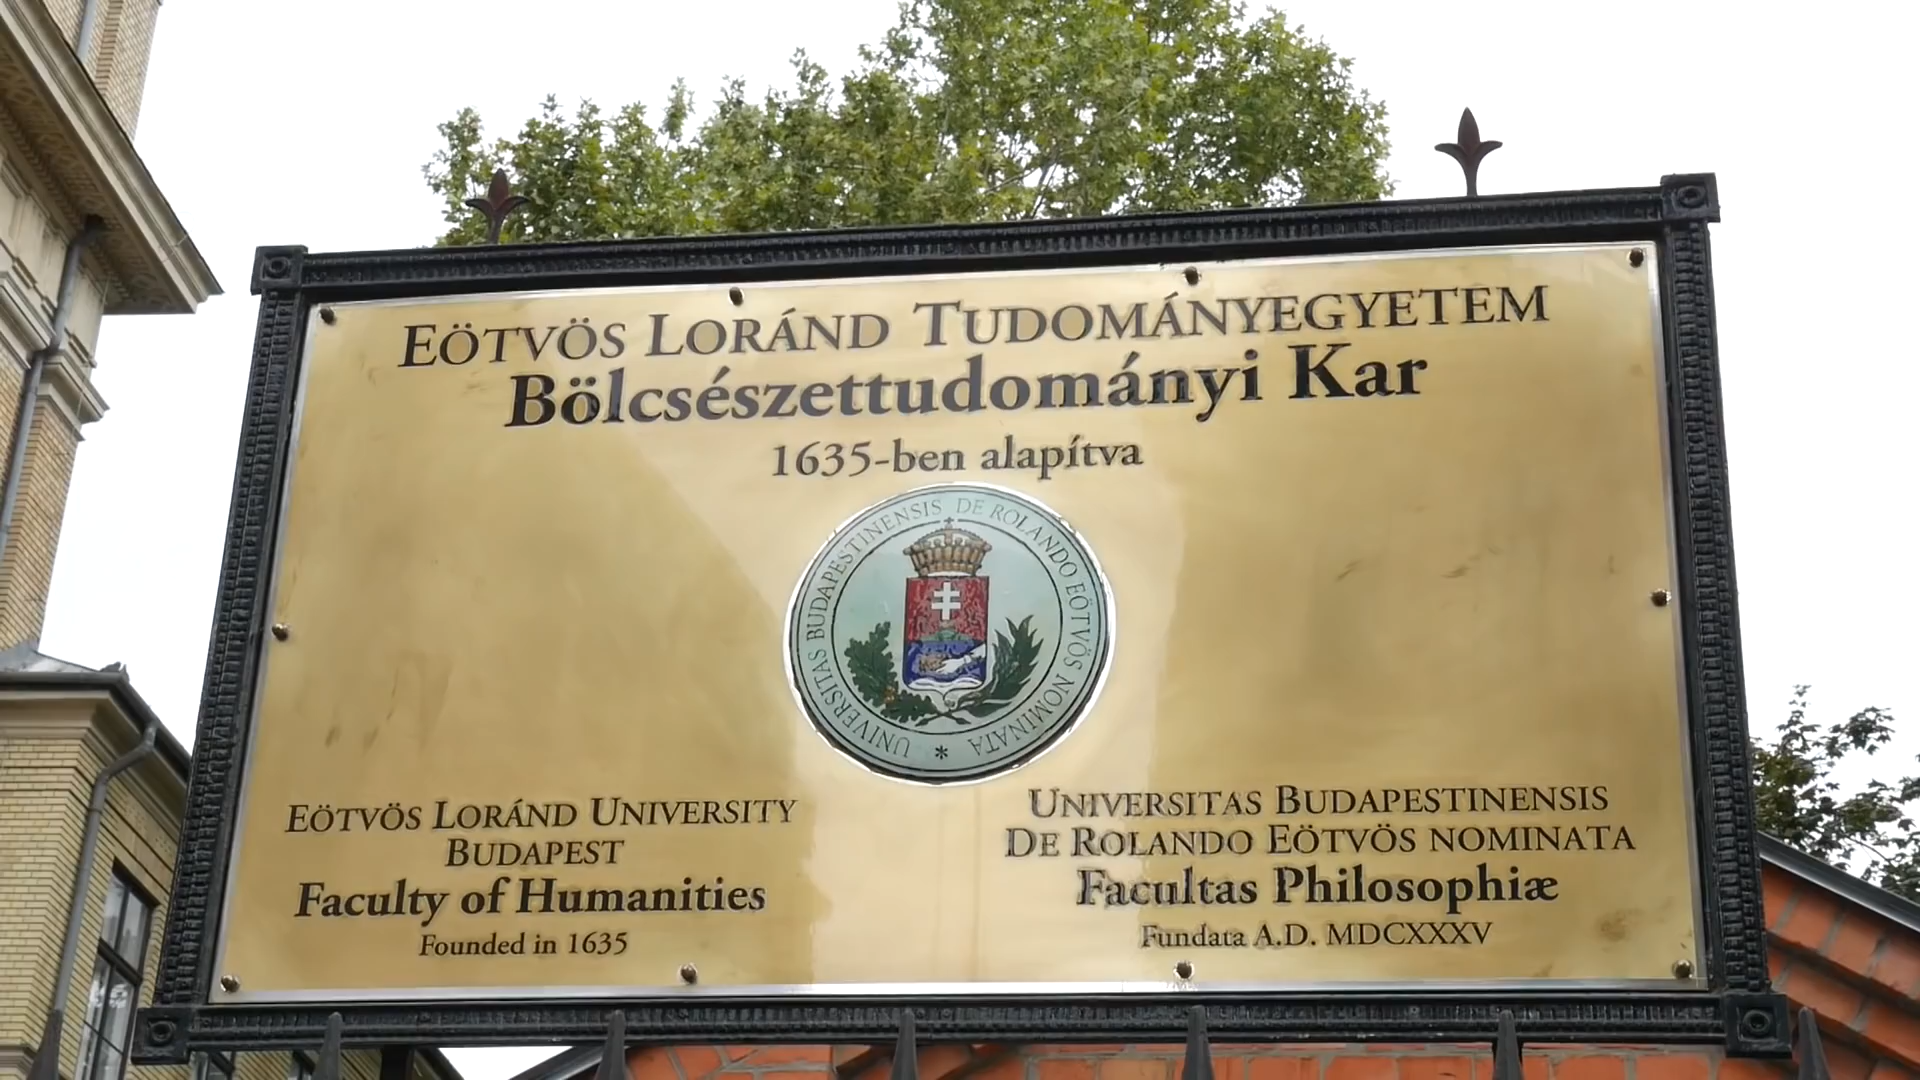 EÖTVÖS LORÁND TUDOMÁNYEGYETEM
Bölcsészettudományi Kar
1635-ben alapítva
UNIVERSITAS BUDAPESTINENSIS DE ROLANDO EÖTVÖS NOMINATA *
EÖTVÖS LORÁND UNIVERSITY
BUDAPEST
Faculty of Humanities
Founded in 1635
UNIVERSITAS BUDAPESTINENSIS
DE ROLANDO EÖTVÖS NOMINATA
Facultas Philosophiæ
Fundata A.D. MDCXXXV